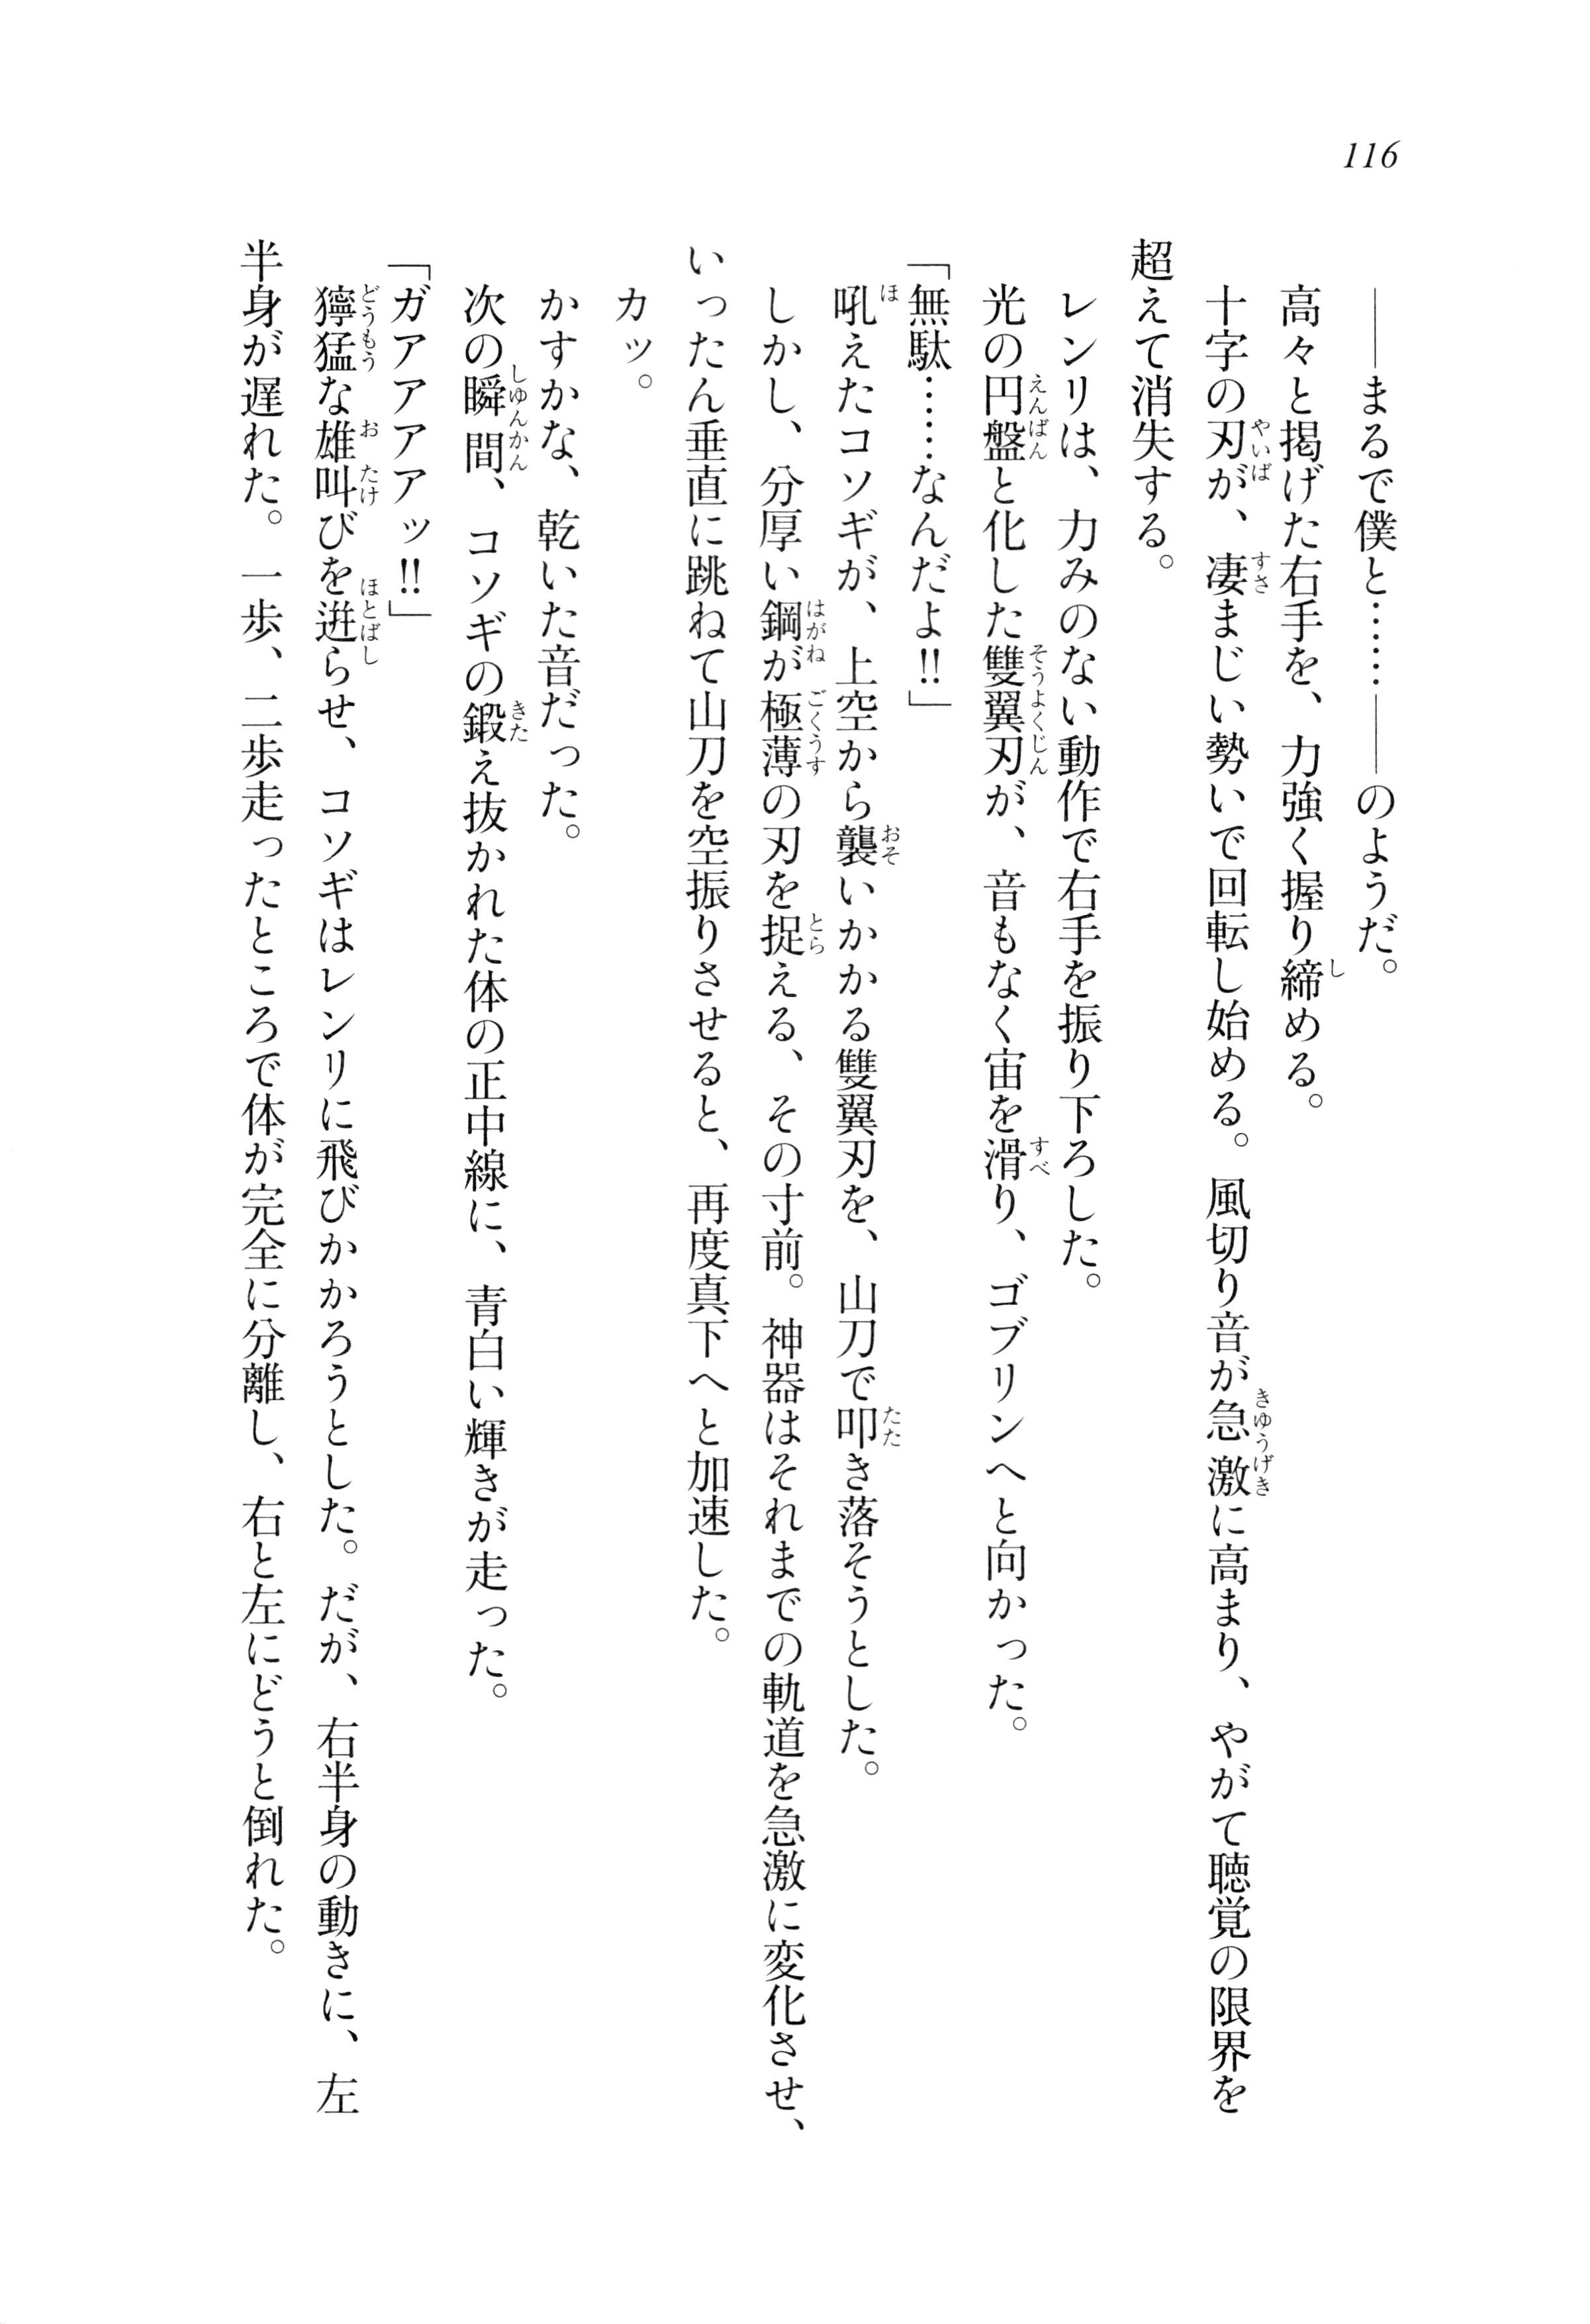 116
――まるで僕と……――のようだ。
高々と掲げた右手を、力強く握り締める。
十字の刃が、凄まじい勢いで回転し始める。風切り音が急激に高まり、やがて聴覚の限界を
超えて消失する。
レンリは、力みのない動作で右手を振り下ろした。
光の円盤と化した雙翼刃が、音もなく宙を滑り、ゴブリンへと向かった。
「無駄……なんだよ!!」
吼えたコソギが、上空から襲いかかる雙翼刃を、山刀で叩き落そうとした。
しかし、分厚い鋼が極薄の刃を捉える、その寸前。神器はそれまでの軌道を急激に変化させ、
いったん垂直に跳ねて山刀を空振りさせると、再度真下へと加速した。
カッ。
かすかな、乾いた音だった。
次の瞬間、コソギの鍛え抜かれた体の正中線に、青白い輝きが走った。
「ガアアアアッ!!」
獰猛な雄叫びを迸らせ、コソギはレンリに飛びかかろうとした。だが、右半身の動きに、左
半身が遅れた。一歩、二歩走ったところで体が完全に分離し、右と左にどうと倒れた。